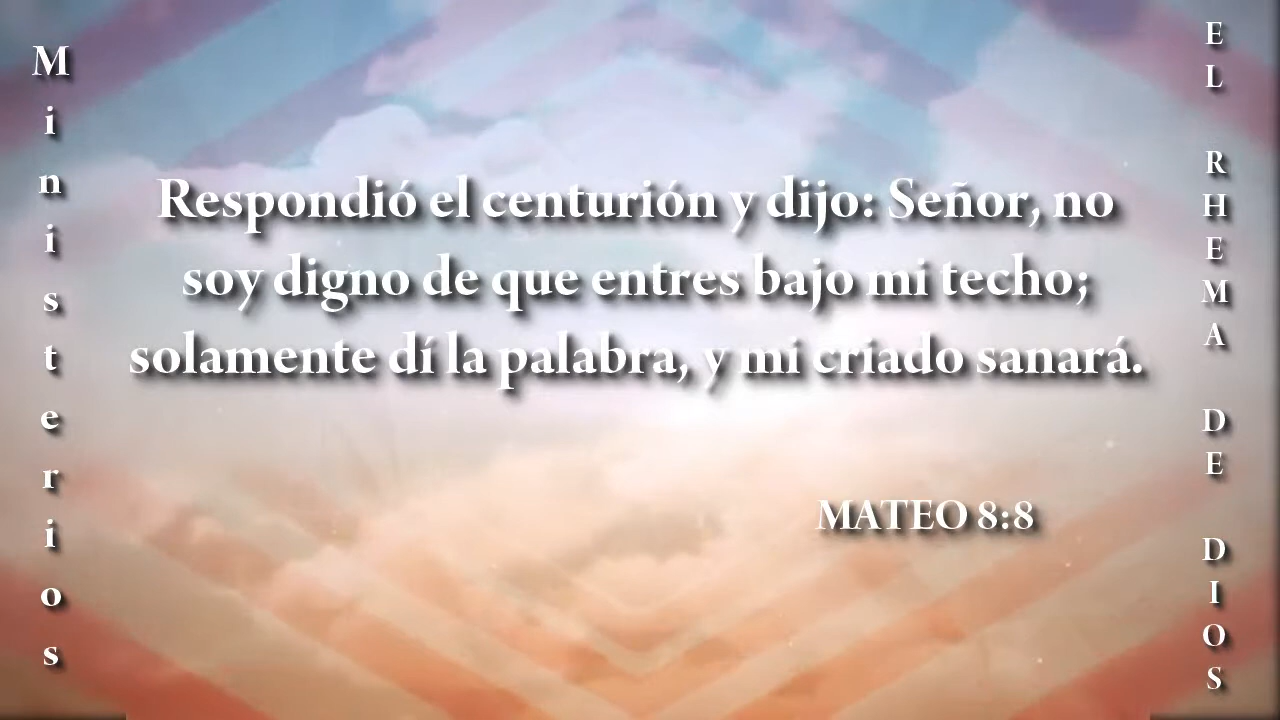 Ministerios
Respondió el centurión y dijo: Señor, no
soy digno de que entres bajo mi techo;
solamente dí la palabra, y mi criado sanará.
MATEO 8:8
EL RHEMA DE DIOS